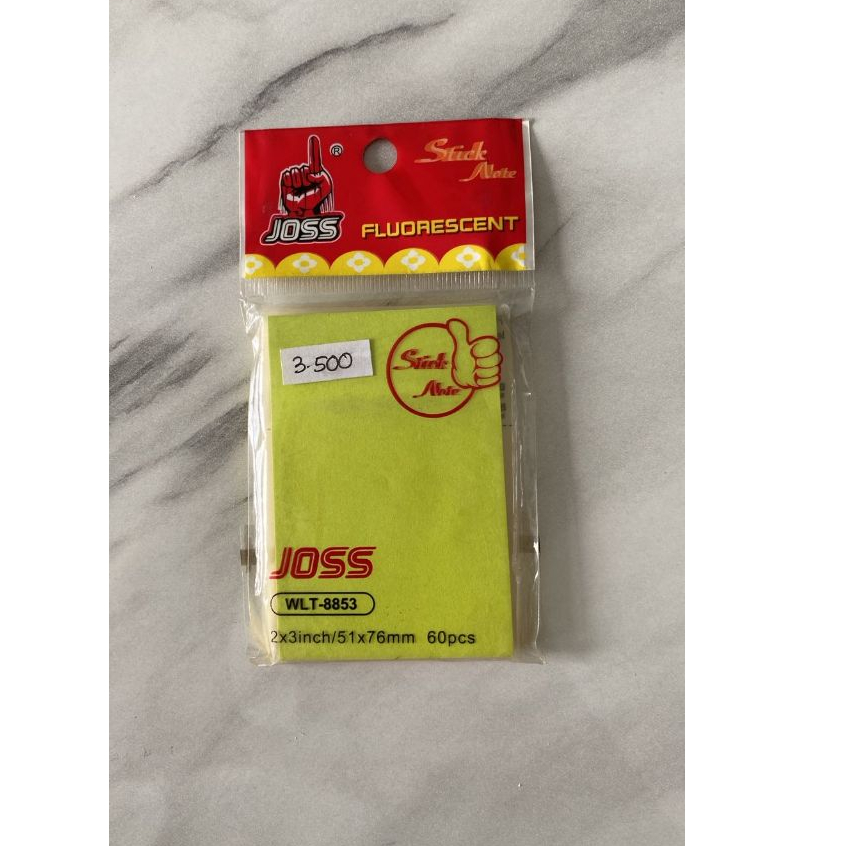 ®
Stick
Note
JOSS
FLUORESCENT
3.500
Stick
Note
JOSS
WLT-8853
2x3inch/51x76mm 60pcs